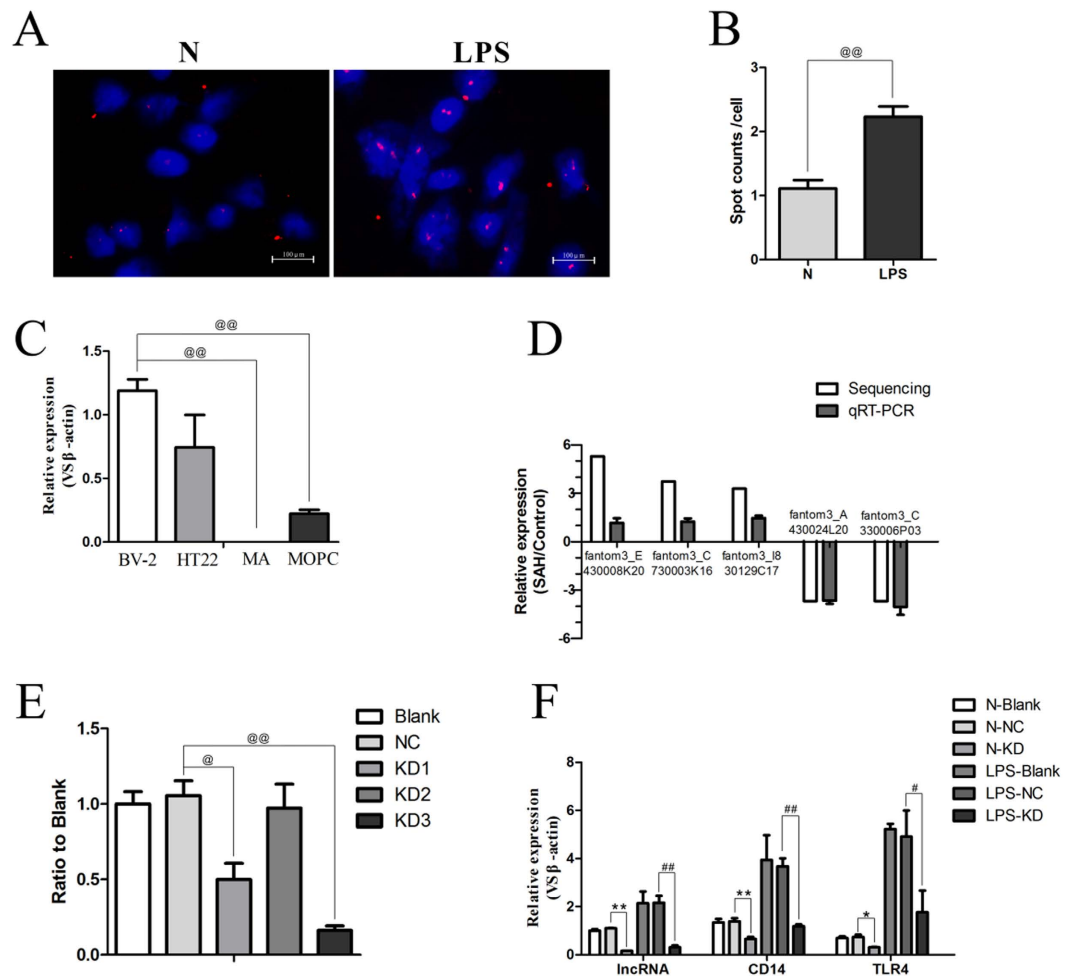 A
N
LPS
100μm
100μm
B
@@
Spot counts /cell
3
2
1
0
N
LPS
C
@@
@@
Relative expression
(VS β -actin)
1.5
1.0
0.5
0.0
BV-2
HT22
MA
MOPC
D
Sequencing
qRT-PCR
Relative expression
(SAH/Control)
6
3
0
-3
-6
fantom3_E
430008K20
fantom3_C
730003K16
fantom3_I8
30129C17
fantom3_A
430024L20
fantom3_C
330006P03
E
Ratio to Blank
1.5
1.0
0.5
0.0
@
@@
Blank
NC
KD1
KD2
KD3
F
Relative expression
(VS β -actin)
8
6
4
2
0
**
##
**
##
*
#
lncRNA
CD14
TLR4
N-Blank
N-NC
N-KD
LPS-Blank
LPS-NC
LPS-KD